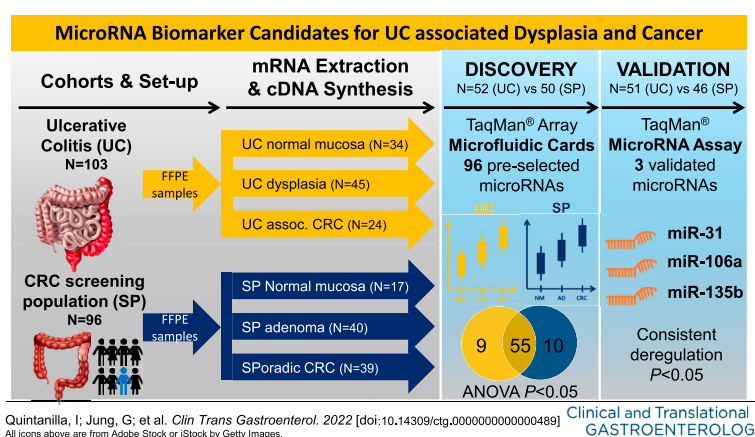 MicroRNA Biomarker Candidates for UC associated Dysplasia and Cancer
Cohorts & Set-up
mRNA Extraction
& cDNA Synthesis
DISCOVERY
N=52 (UC) vs 50 (SP)
VALIDATION
N=51 (UC) vs 46 (SP)
Ulcerative
Colitis (UC)
N=103
FFPE
samples
UC normal mucosa (N=34)
UC dysplasia (N=45)
UC assoc. CRC (N=24)
CRC screening
population (SP)
N=96
FFPE
samples
SP Normal mucosa (N=17)
SP adenoma (N=40)
SPoradic CRC (N=39)
TaqMan® Array
Microfluidic Cards
96 pre-selected
microRNAs
UC
SP
NM AD CRC
9 55 10
ANOVA P<0.05
TaqMan®
MicroRNA Assay
3 validated
microRNAs
miR-31
miR-106a
miR-135b
Consistent
deregulation
P<0.05
Quintanilla, I; Jung, G; et al. Clin Trans Gastroenterol. 2022 [doi:10.14309/ctg.0000000000000489]
All icons above are from Adobe Stock or iStock by Getty Images.
Clinical and Translational
GASTROENTEROLOG